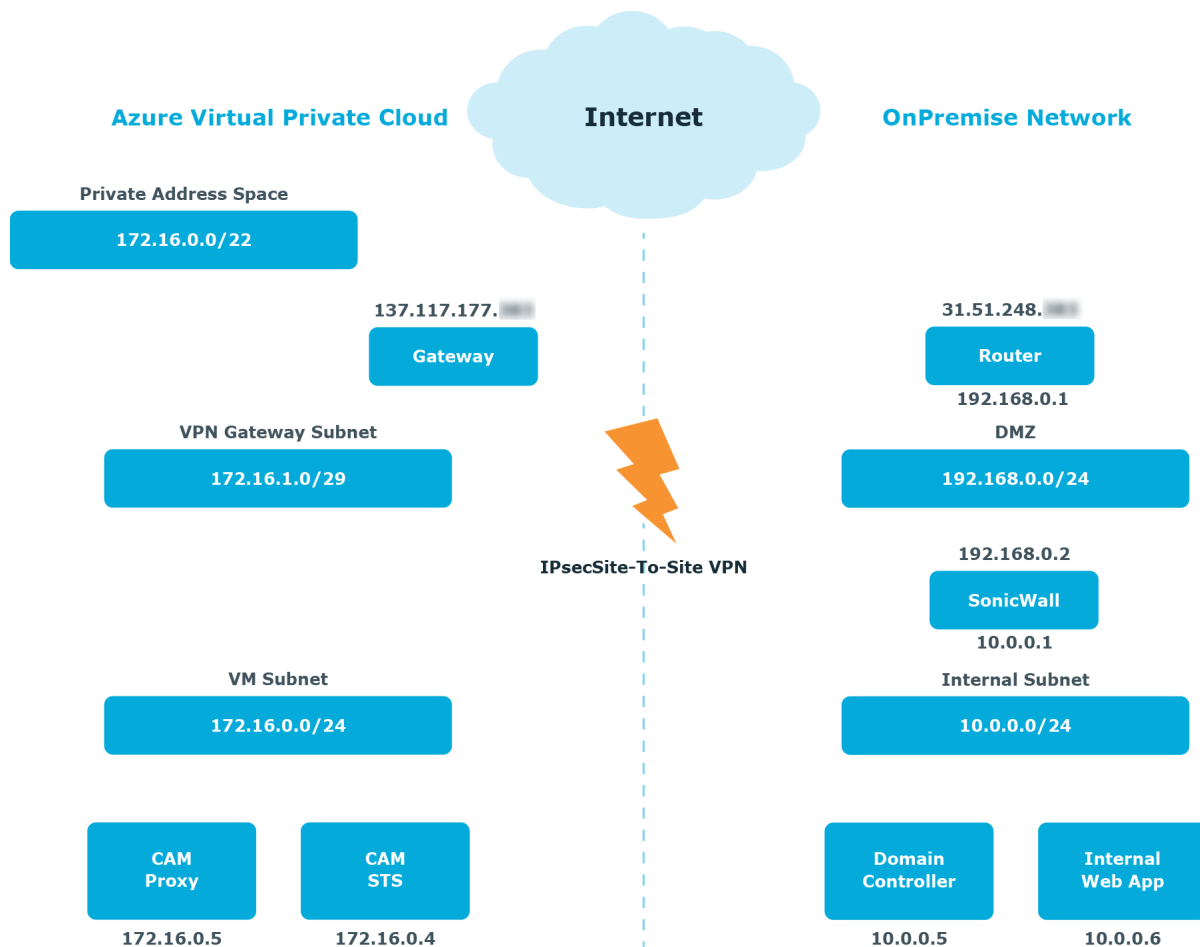 Internet
Azure Virtual Private Cloud
OnPremise Network
Private Address Space
172.16.0.0/22
137.117.177.
Gateway
31.51.248.
Router
192.168.0.1
VPN Gateway Subnet
172.16.1.0/29
DMZ
192.168.0.0/24
IPsecSite-To-Site VPN
192.168.0.2
SonicWall
10.0.0.1
VM Subnet
172.16.0.0/24
Internal Subnet
10.0.0.0/24
CAM
Proxy
172.16.0.5
CAM
STS
172.16.0.4
Domain
Controller
10.0.0.5
Internal
Web App
10.0.0.6